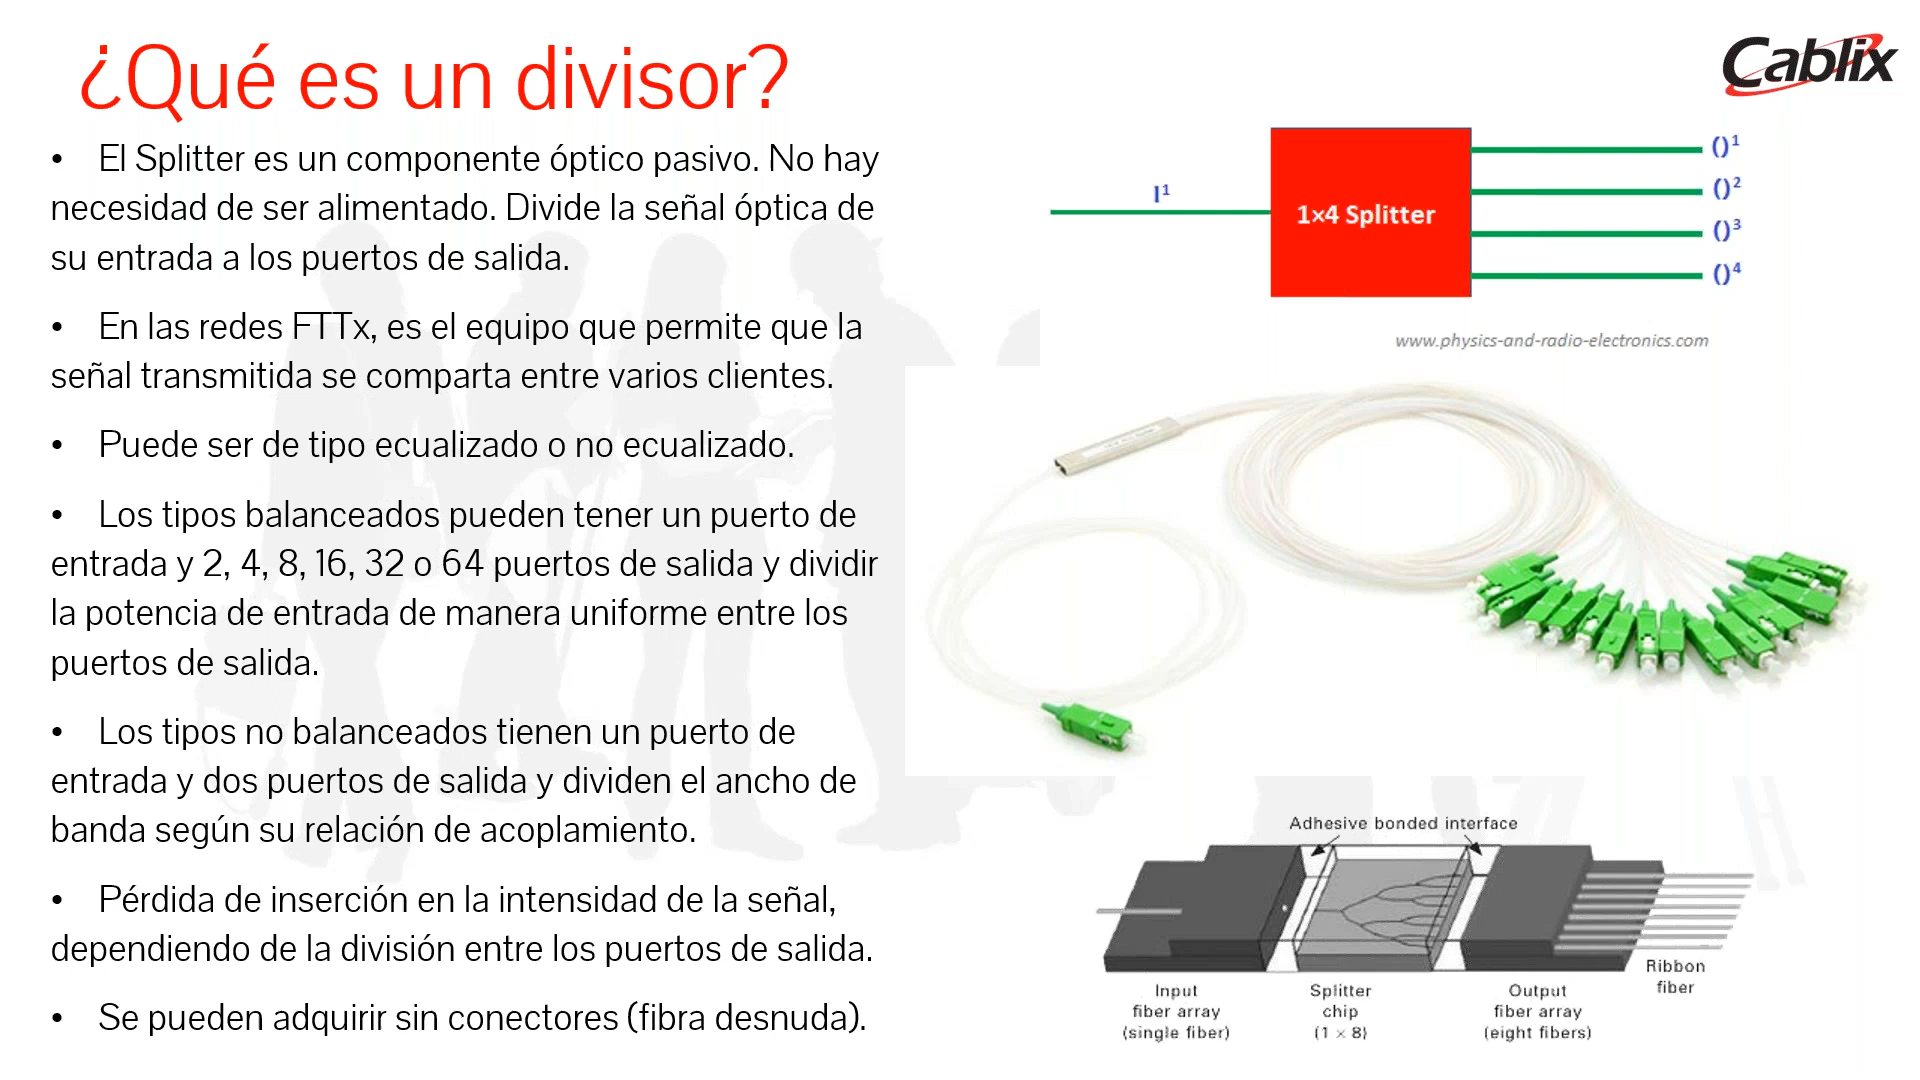 ¿Qué es un divisor?
Cablix
• El Splitter es un componente óptico pasivo. No hay
necesidad de ser alimentado. Divide la señal óptica de
su entrada a los puertos de salida.
• En las redes FTTx, es el equipo que permite que la
señal transmitida se comparta entre varios clientes.
• Puede ser de tipo ecualizado o no ecualizado.
• Los tipos balanceados pueden tener un puerto de
entrada y 2, 4, 8, 16, 32 o 64 puertos de salida y dividir
la potencia de entrada de manera uniforme entre los
puertos de salida.
• Los tipos no balanceados tienen un puerto de
entrada y dos puertos de salida y dividen el ancho de
banda según su relación de acoplamiento.
• Pérdida de inserción en la intensidad de la señal,
dependiendo de la división entre los puertos de salida.
• Se pueden adquirir sin conectores (fibra desnuda).
I¹
1×4 Splitter
()¹
()²
()³
()⁴
www.physics-and-radio-electronics.com
Adhesive bonded interface
Ribbon
fiber
Input
fiber array
(single fiber)
Splitter
chip
(1 × 8)
Output
fiber array
(eight fibers)